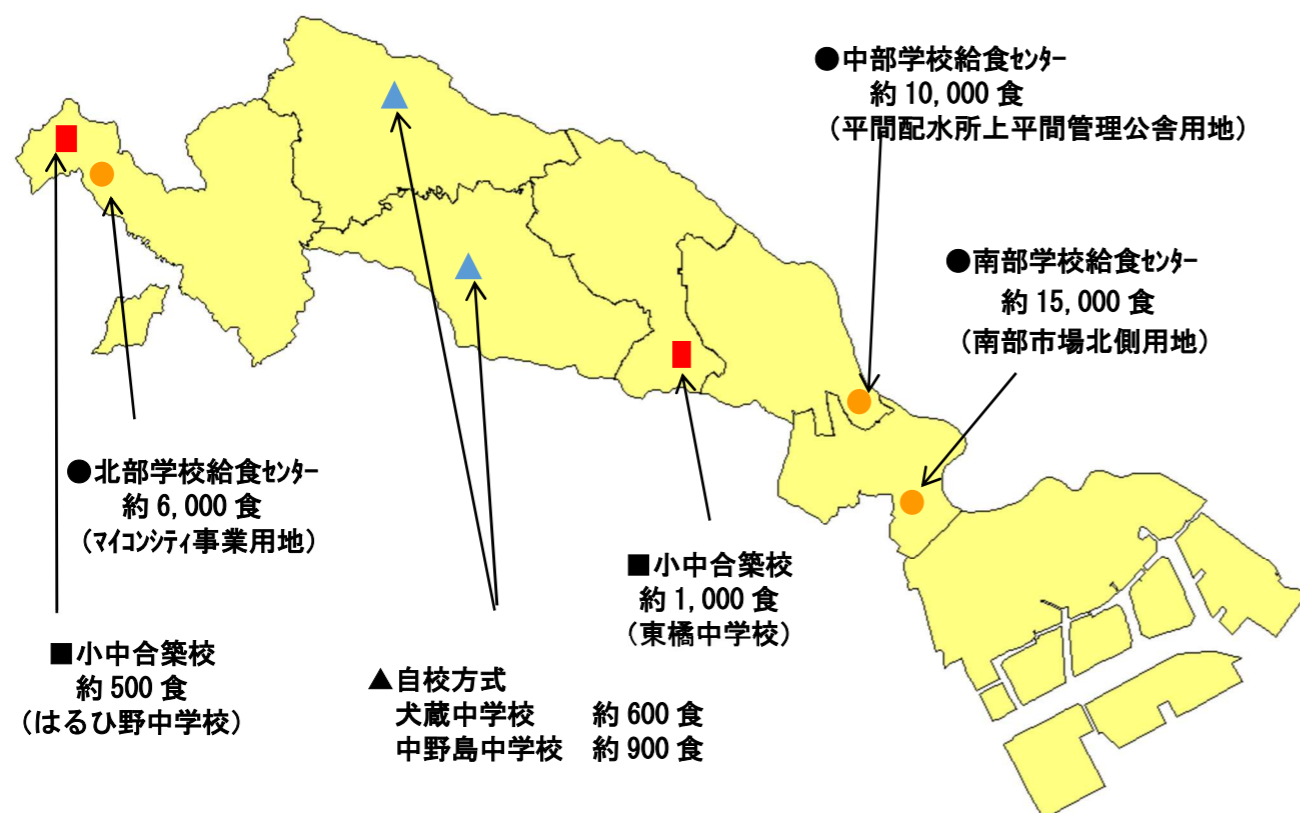 ●中部学校給食ｾﾝﾀｰ
約 10,000 食
（平間配水所上平間管理公舎用地）
●南部学校給食ｾﾝﾀｰ
約 15,000 食
（南部市場北側用地）
●北部学校給食ｾﾝﾀｰ
約 6,000 食
（ﾏｲｺﾝｼﾃｨ事業用地）
■小中合築校
約 1,000 食
（東橘中学校）
■小中合築校
約 500 食
（はるひ野中学校）
▲自校方式
犬蔵中学校　　約 600 食
中野島中学校　約 900 食